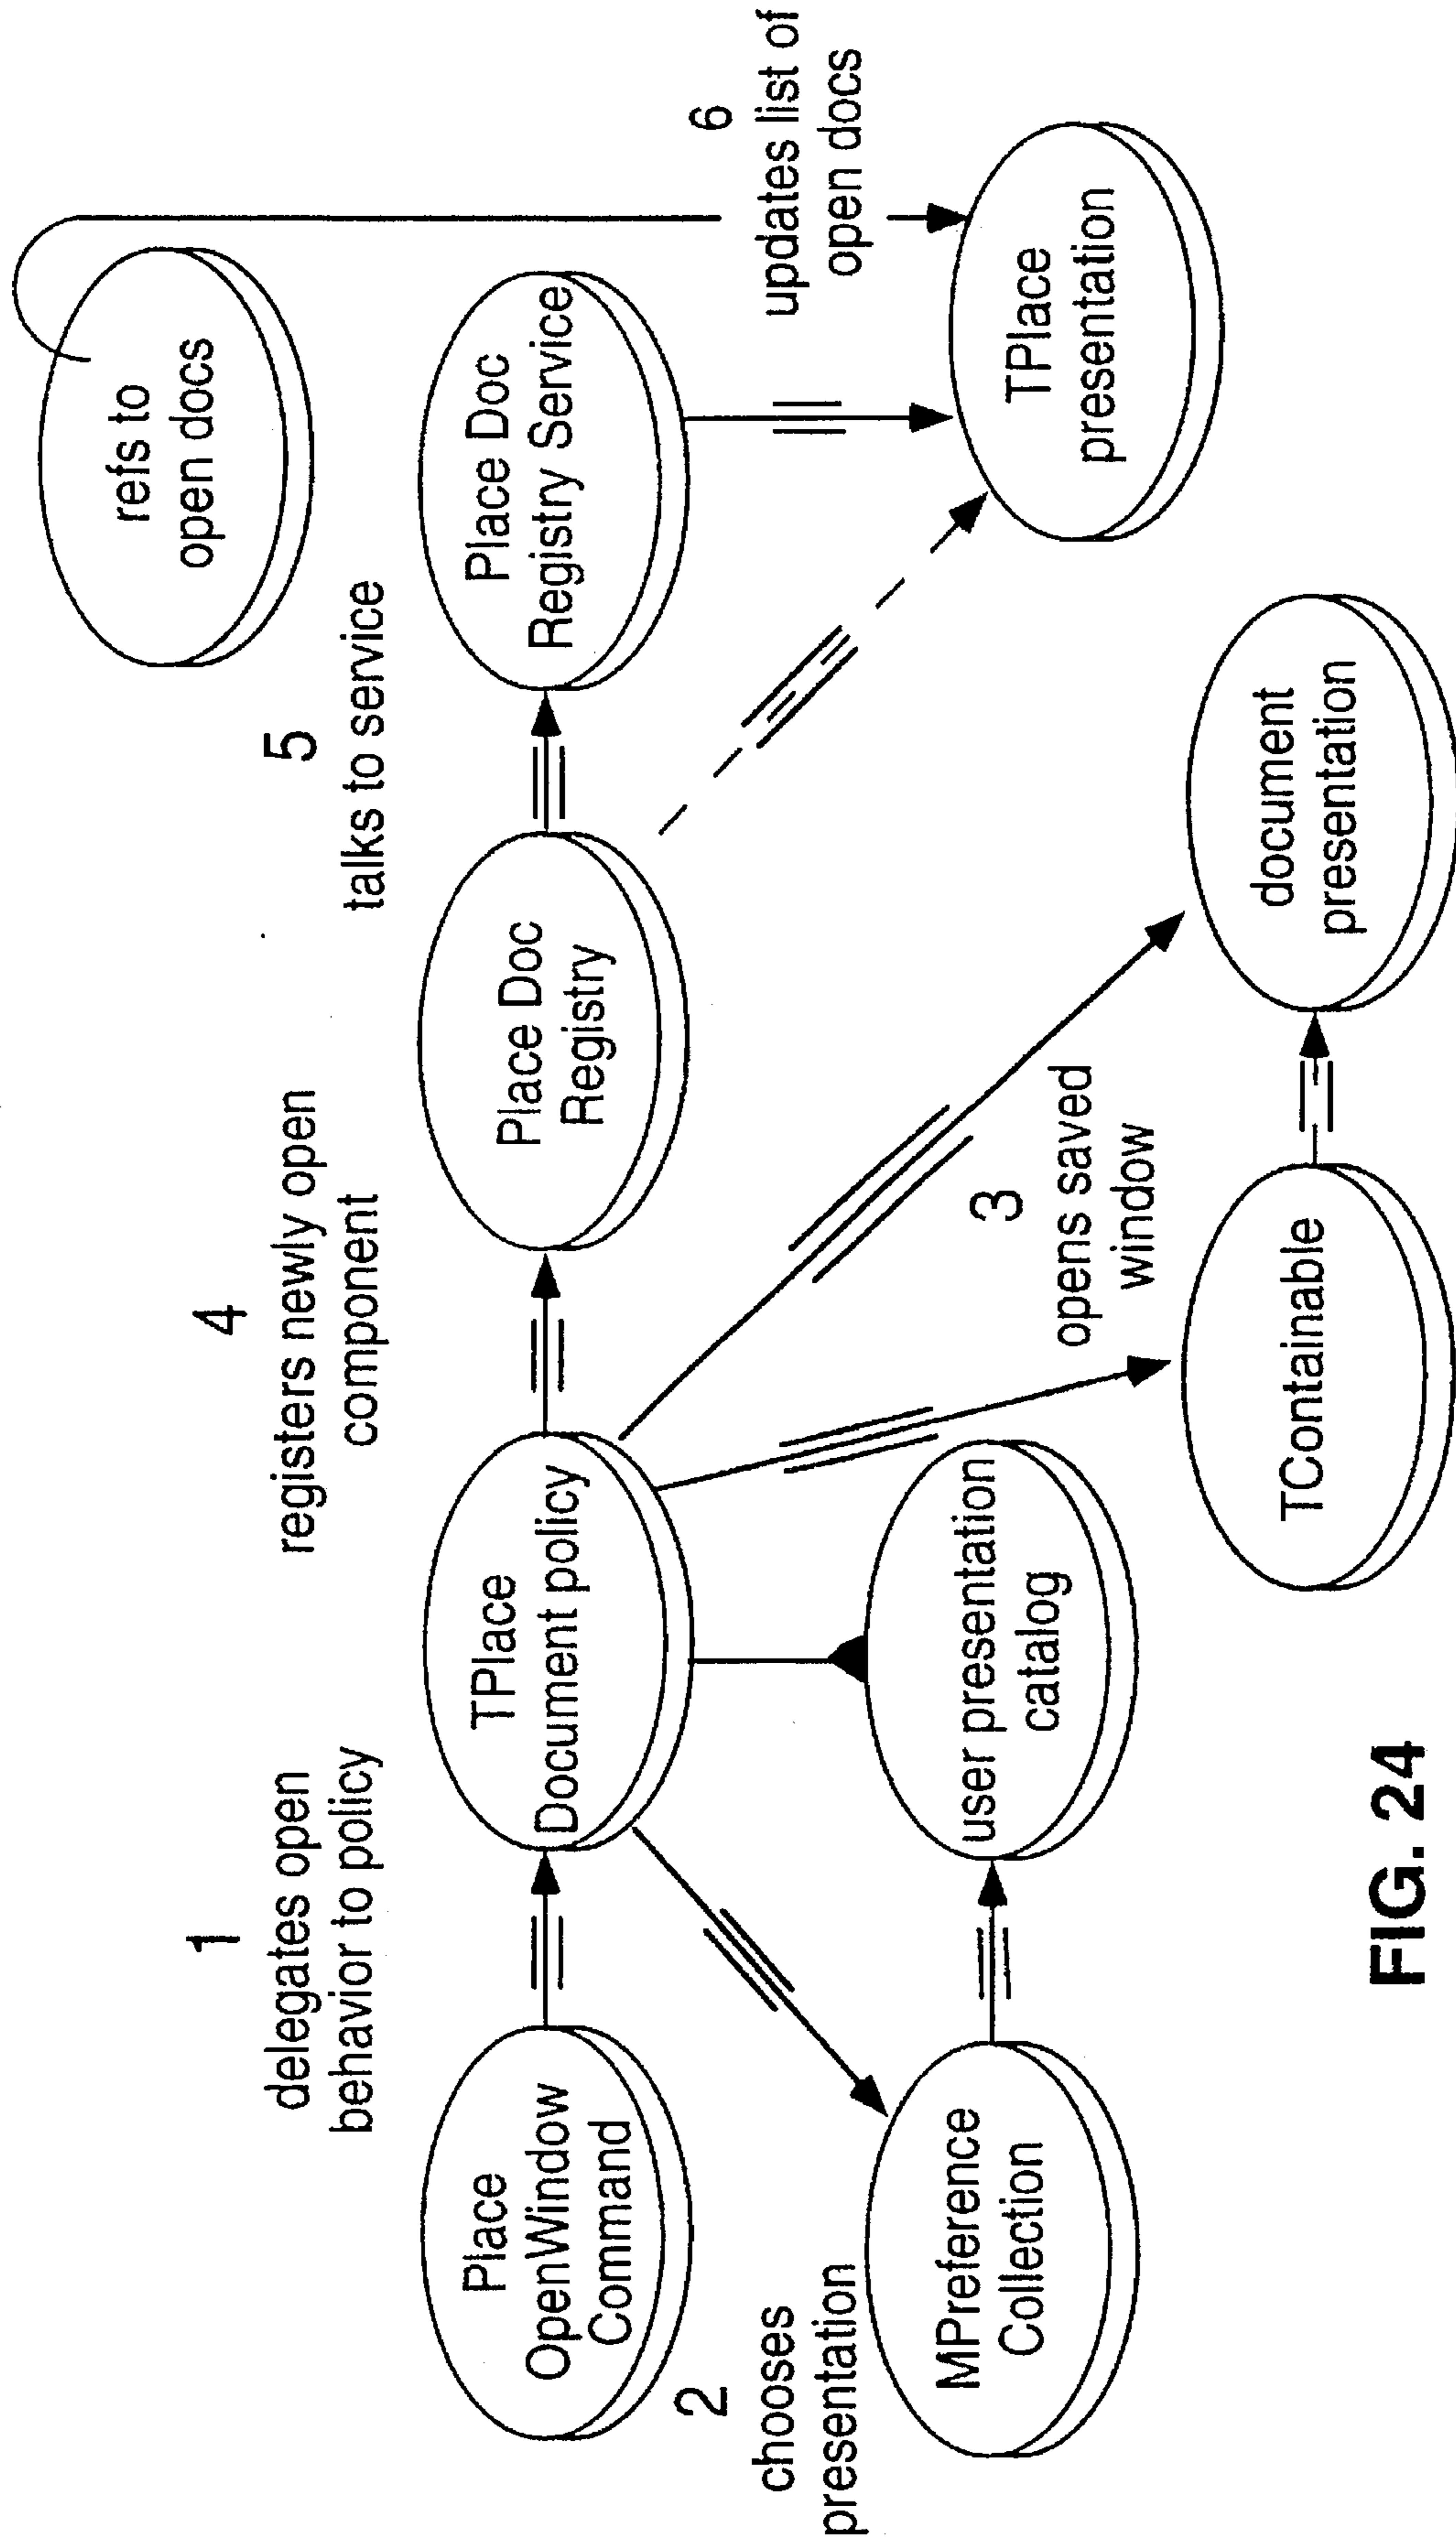 1
delegates open
behavior to policy
4
registers newly open
component
5
talks to service
refs to
open docs
Place
OpenWindow
Command
TPlace
Document policy
Place Doc
Registry
Place Doc
Registry Service
6
updates list of
open docs
2
chooses
presentation
MPreference
Collection
user presentation
catalog
3
opens saved
window
TPlace
presentation
TContainable
document
presentation
FIG. 24